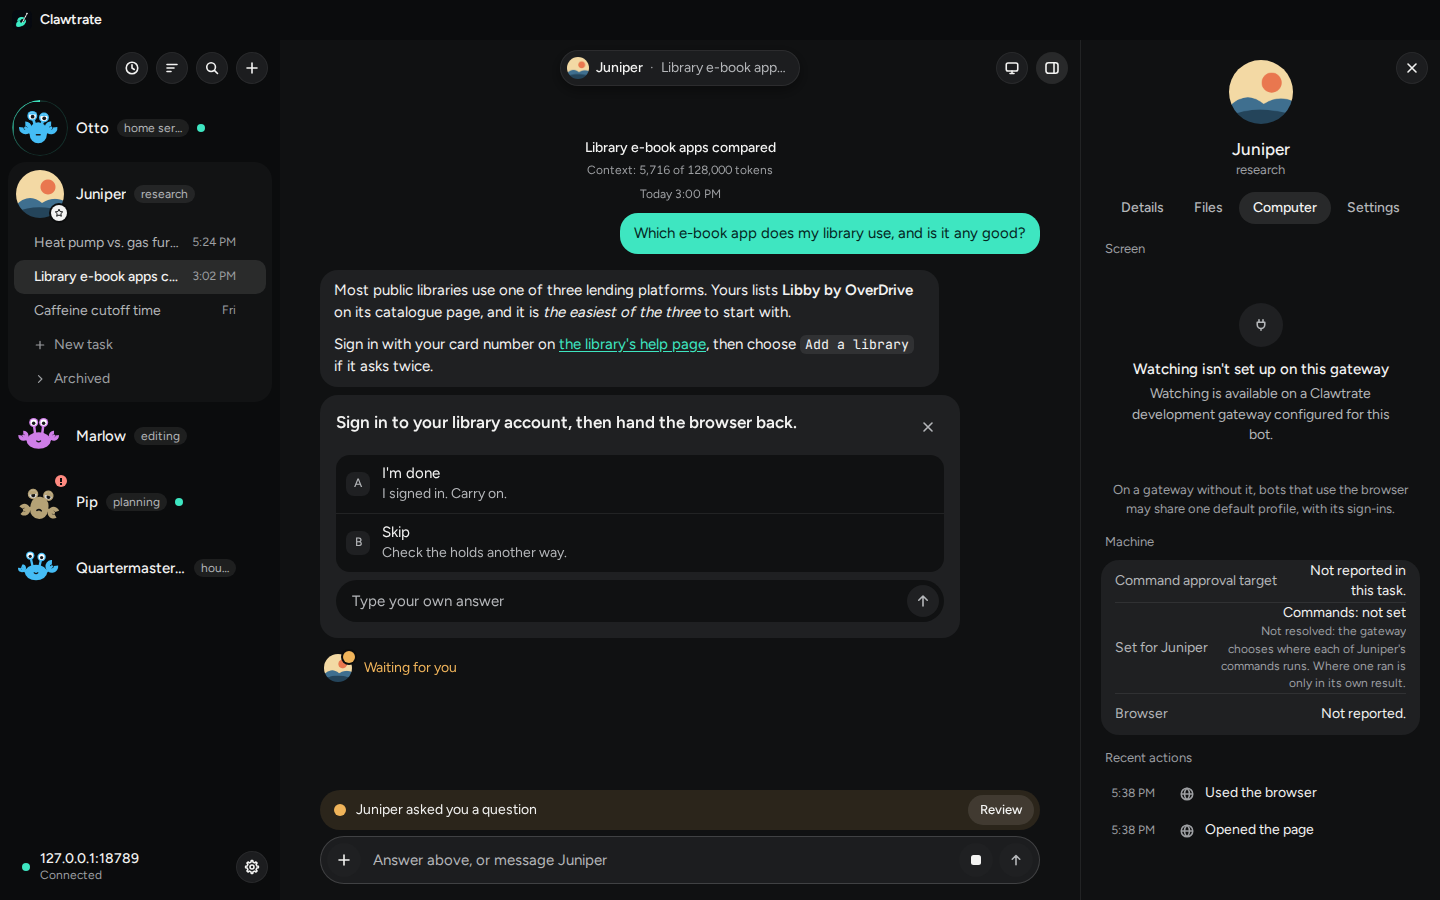 Clawtrate
Otto home ser...
Juniper research
Heat pump vs. gas fur... 5:24 PM
Library e-book apps c... 3:02 PM
Caffeine cutoff time Fri
New task
Archived
Marlow editing
Pip planning
Quartermaster... hou...
127.0.0.1:18789
Connected
Juniper · Library e-book app...
Library e-book apps compared
Context: 5,716 of 128,000 tokens
Today 3:00 PM
Which e-book app does my library use, and is it any good?
Most public libraries use one of three lending platforms. Yours lists Libby by OverDrive
on its catalogue page, and it is the easiest of the three to start with.
Sign in with your card number on the library's help page, then choose Add a library
if it asks twice.
Sign in to your library account, then hand the browser back.
A
I'm done
I signed in. Carry on.
B
Skip
Check the holds another way.
Type your own answer
Waiting for you
Juniper asked you a question Review
Answer above, or message Juniper
Juniper
research
Details Files Computer Settings
Screen
Watching isn't set up on this gateway
Watching is available on a Clawtrate
development gateway configured for this
bot.
On a gateway without it, bots that use the browser
may share one default profile, with its sign-ins.
Machine
Command approval target Not reported in
this task.
Set for Juniper
Commands: not set
Not resolved: the gateway
chooses where each of Juniper's
commands runs. Where one ran is
only in its own result.
Browser Not reported.
Recent actions
5:38 PM Used the browser
5:38 PM Opened the page